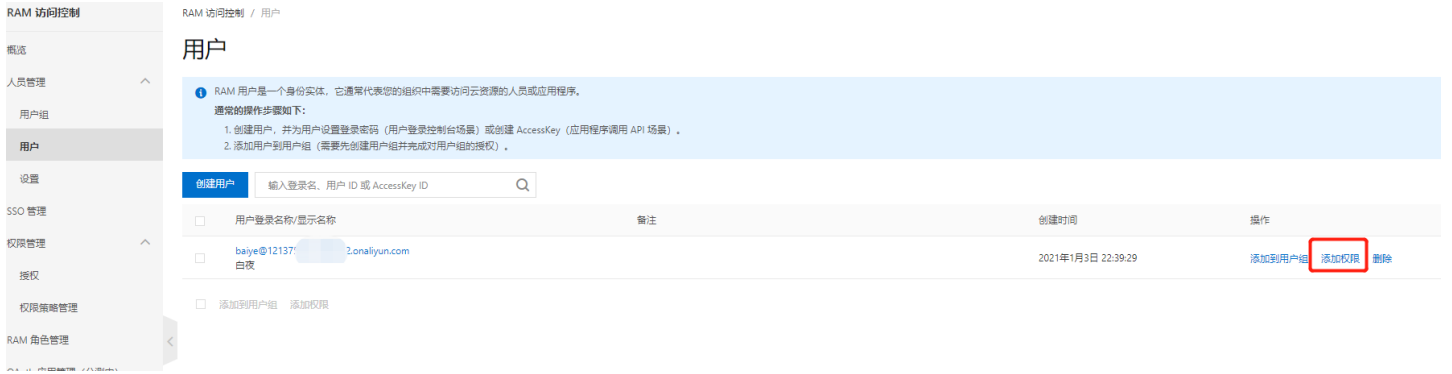 RAM 访问控制
概览
人员管理
用户组
用户
设置
SSO 管理
权限管理
授权
权限策略管理
RAM 角色管理
RAM 访问控制 / 用户
用户
RAM 用户是一个身份实体，它通常代表您的组织中需要访问云资源的人员或应用程序。
通常的操作步骤如下：
1. 创建用户，并为用户设置登录密码（用户登录控制台场景）或创建 AccessKey（应用程序调用 API 场景）。
2. 添加用户到用户组（需要先创建用户组并完成对用户组的授权）。
创建用户 输入登录名、用户 ID 或 AccessKey ID
用户登录名称/显示名称 备注 创建时间 操作
baiye@12137 2.onaliyun.com 2021年1月3日 22:39:29 添加到用户组 添加权限 删除
白夜
添加到用户组 添加权限